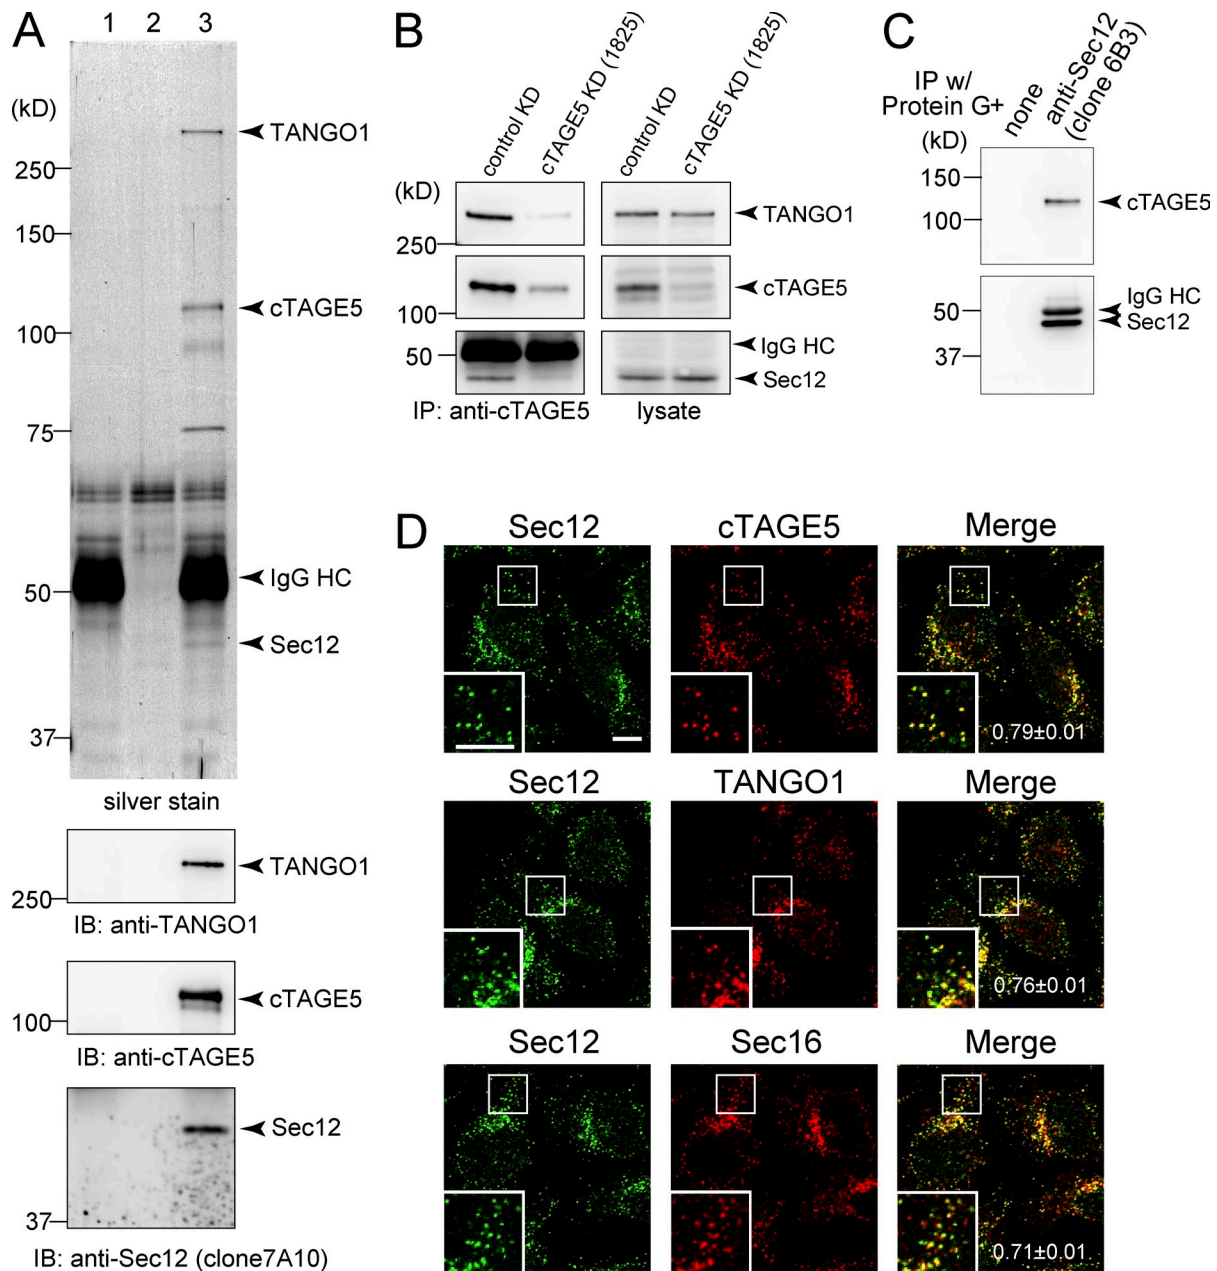 A
1 2 3
(kD)
TANGO1
250
150
cTAGE5
100
75
IgG HC
50
Sec12
37
silver stain
TANGO1
250
IB: anti-TANGO1
cTAGE5
100
IB: anti-cTAGE5
Sec12
37
IB: anti-Sec12 (clone7A10)
B
control KD
cTAGE5 KD (1825)
control KD
cTAGE5 KD (1825)
(kD)
TANGO1
250
cTAGE5
100
IgG HC
50
Sec12
IP: anti-cTAGE5 lysate
C
IP w/
Protein G+
none
anti-Sec12
(clone 6B3)
(kD)
150
cTAGE5
100
IgG HC
50
Sec12
37
D
Sec12 cTAGE5 Merge
0.79±0.01
Sec12 TANGO1 Merge
0.76±0.01
Sec12 Sec16 Merge
0.71±0.01